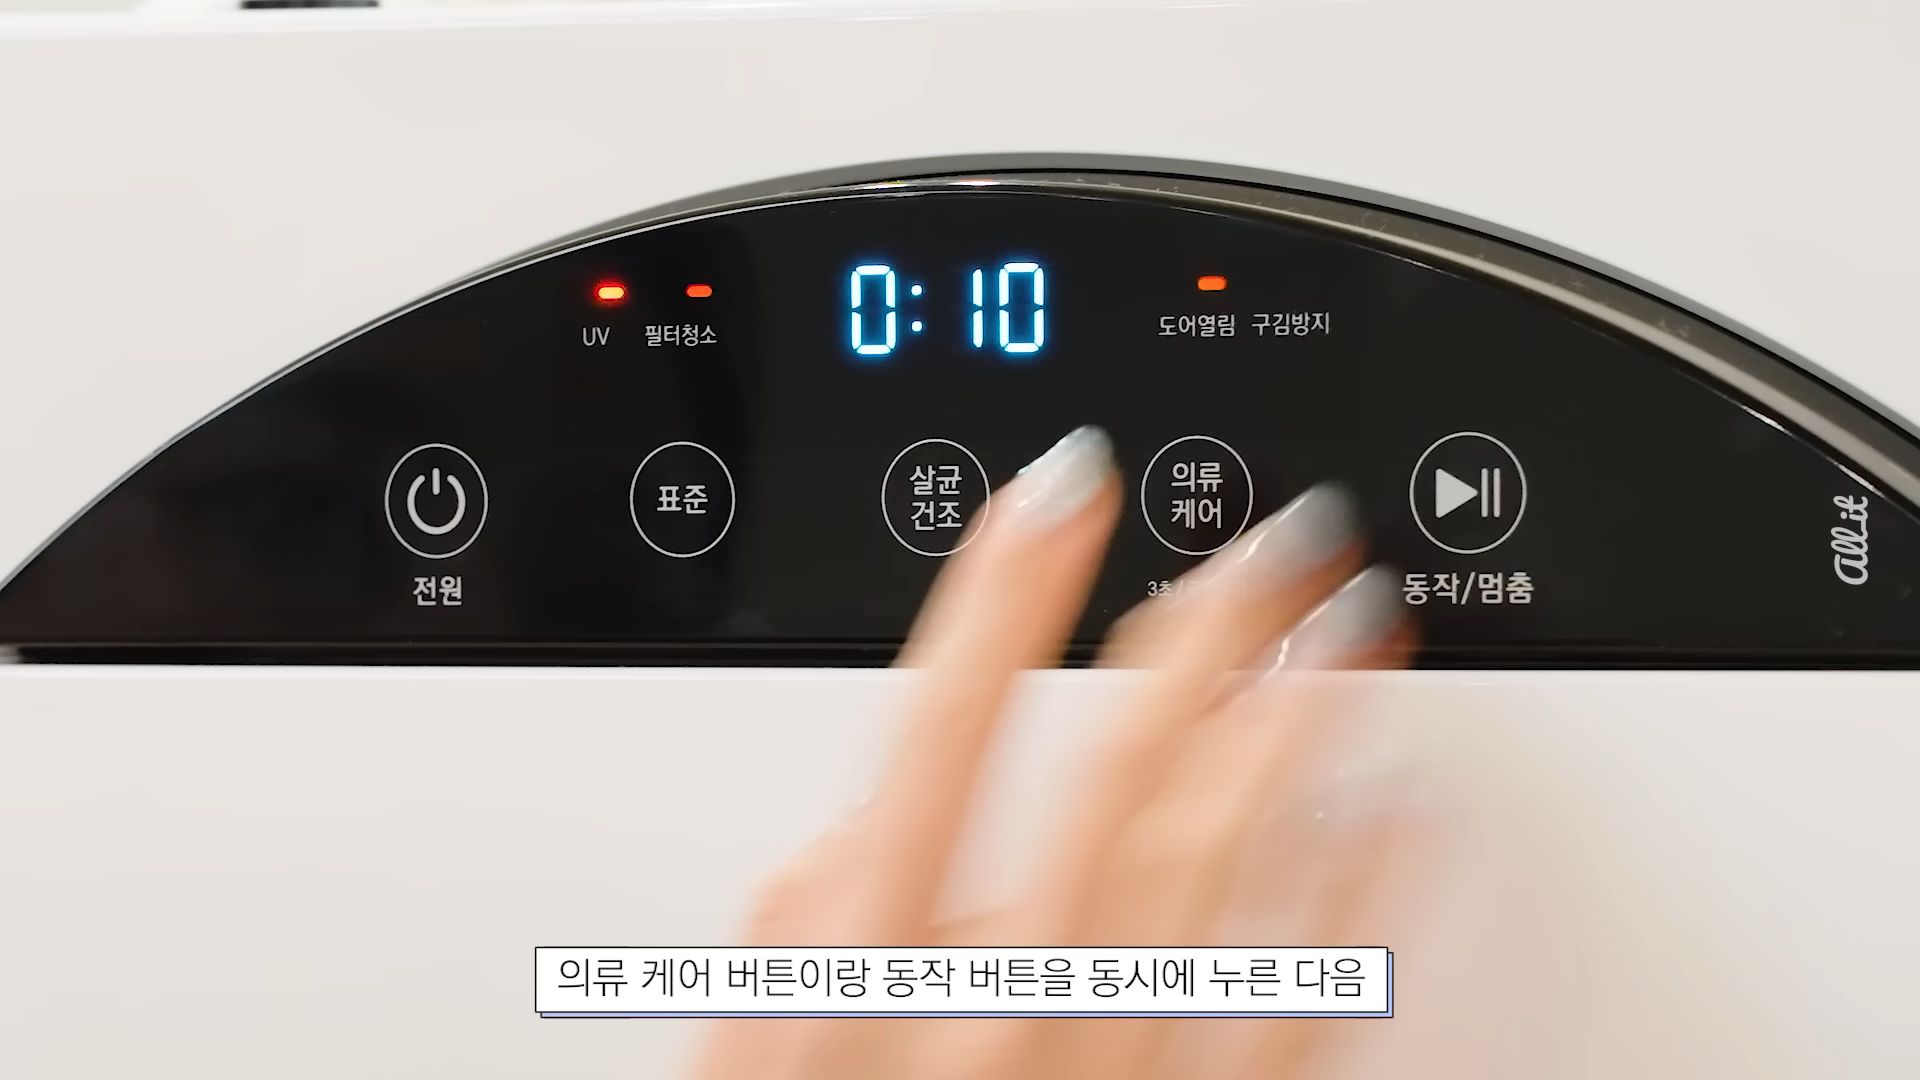 0:10
UV 필터청소
도어열림 구김방지
표준
살균
건조
의류
케어
전원
3초/
동작/멈춤
allit
의류 케어 버튼이랑 동작 버튼을 동시에 누른 다음